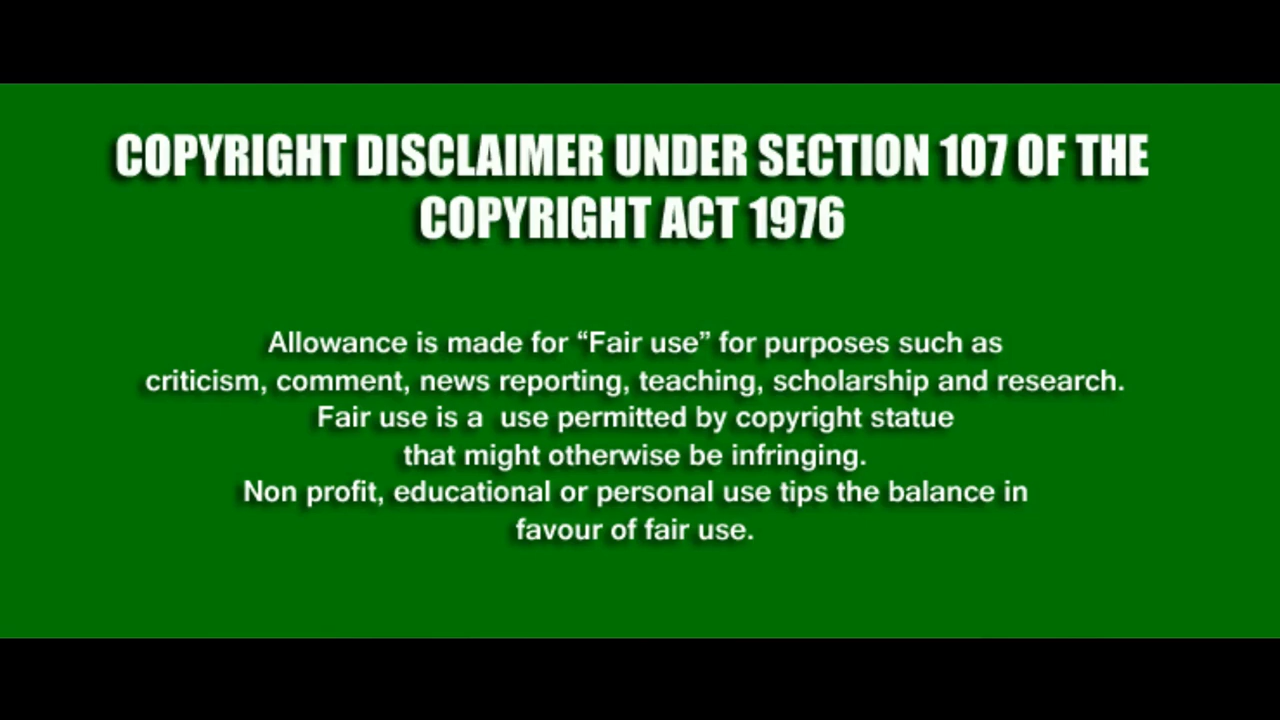 COPYRIGHT DISCLAIMER UNDER SECTION 107 OF THE
COPYRIGHT ACT 1976
Allowance is made for “Fair use” for purposes such as
criticism, comment, news reporting, teaching, scholarship and research.
Fair use is a  use permitted by copyright statue
that might otherwise be infringing.
Non profit, educational or personal use tips the balance in
favour of fair use.